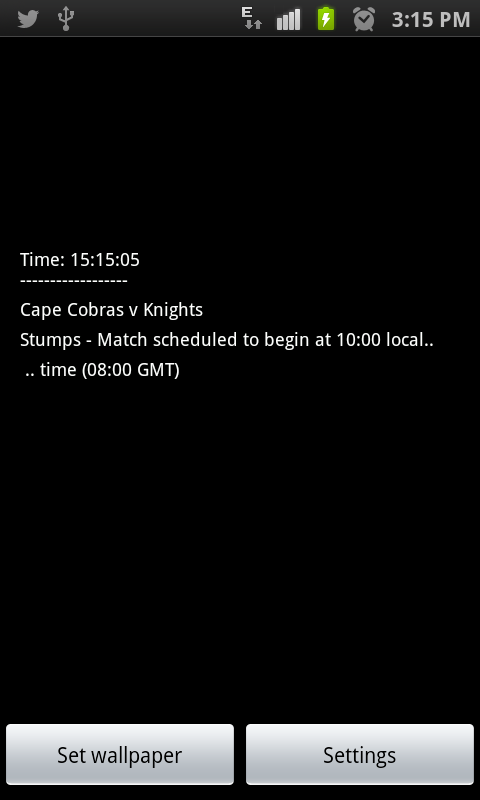 E
3:15 PM
Time: 15:15:05
------------------
Cape Cobras v Knights
Stumps - Match scheduled to begin at 10:00 local..
.. time (08:00 GMT)
Set wallpaper
Settings